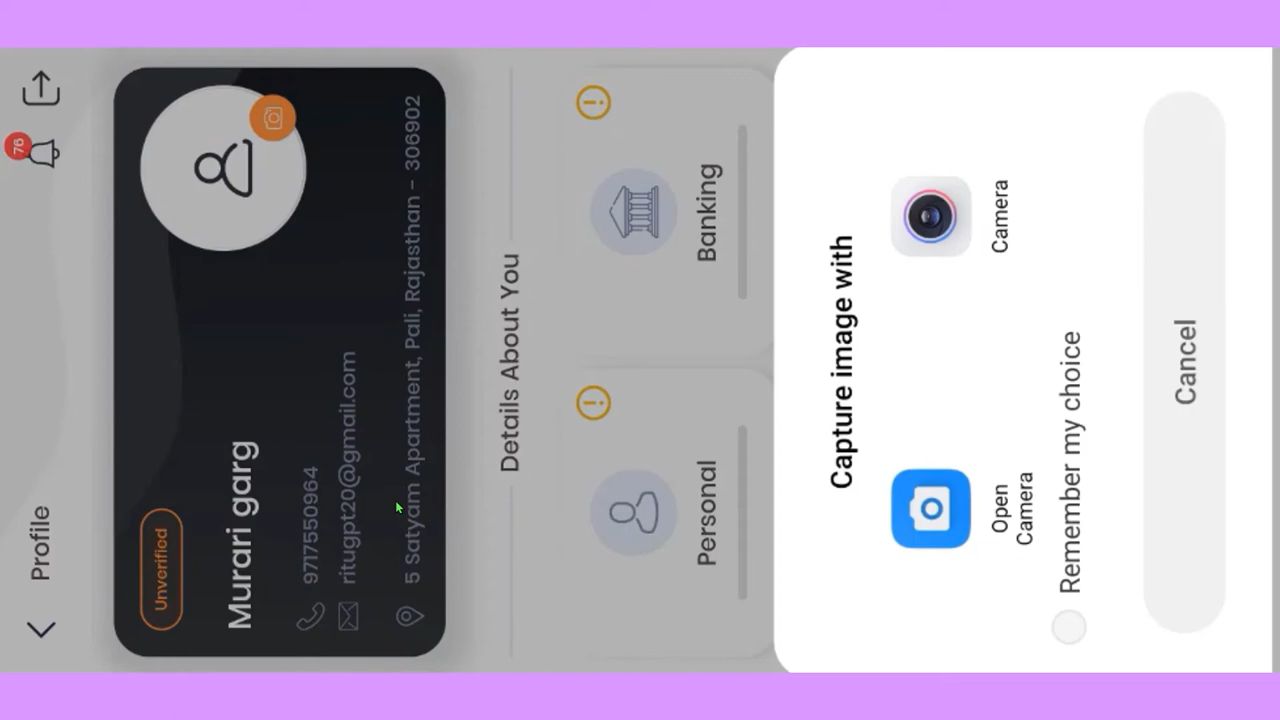 Profile
76
Unverified
Murari garg
9717550964
ritugpt20@gmail.com
5 Satyam Apartment, Pali, Rajasthan - 306902
Details About You
Personal
Banking
Capture image with
Open
Camera
Camera
Remember my choice
Cancel